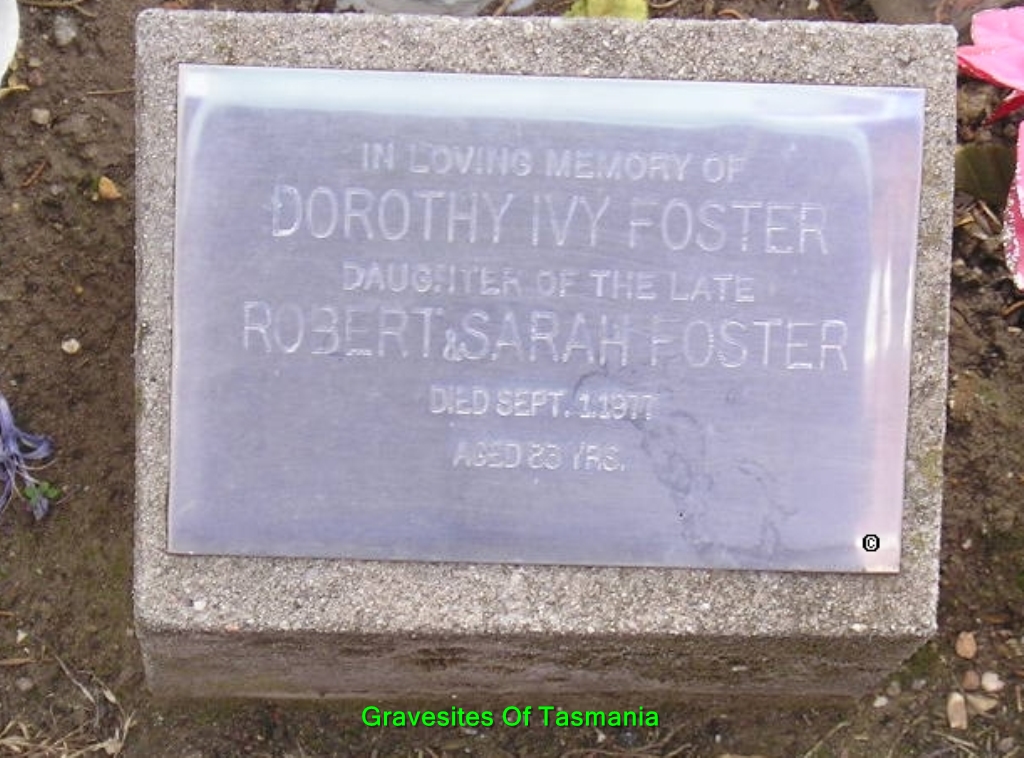 IN LOVING MEMORY OF
DOROTHY IVY FOSTER
DAUGHTER OF THE LATE
ROBERT & SARAH FOSTER
DIED SEPT. 1.1977
AGED 83 YRS.
©
Gravesites Of Tasmania